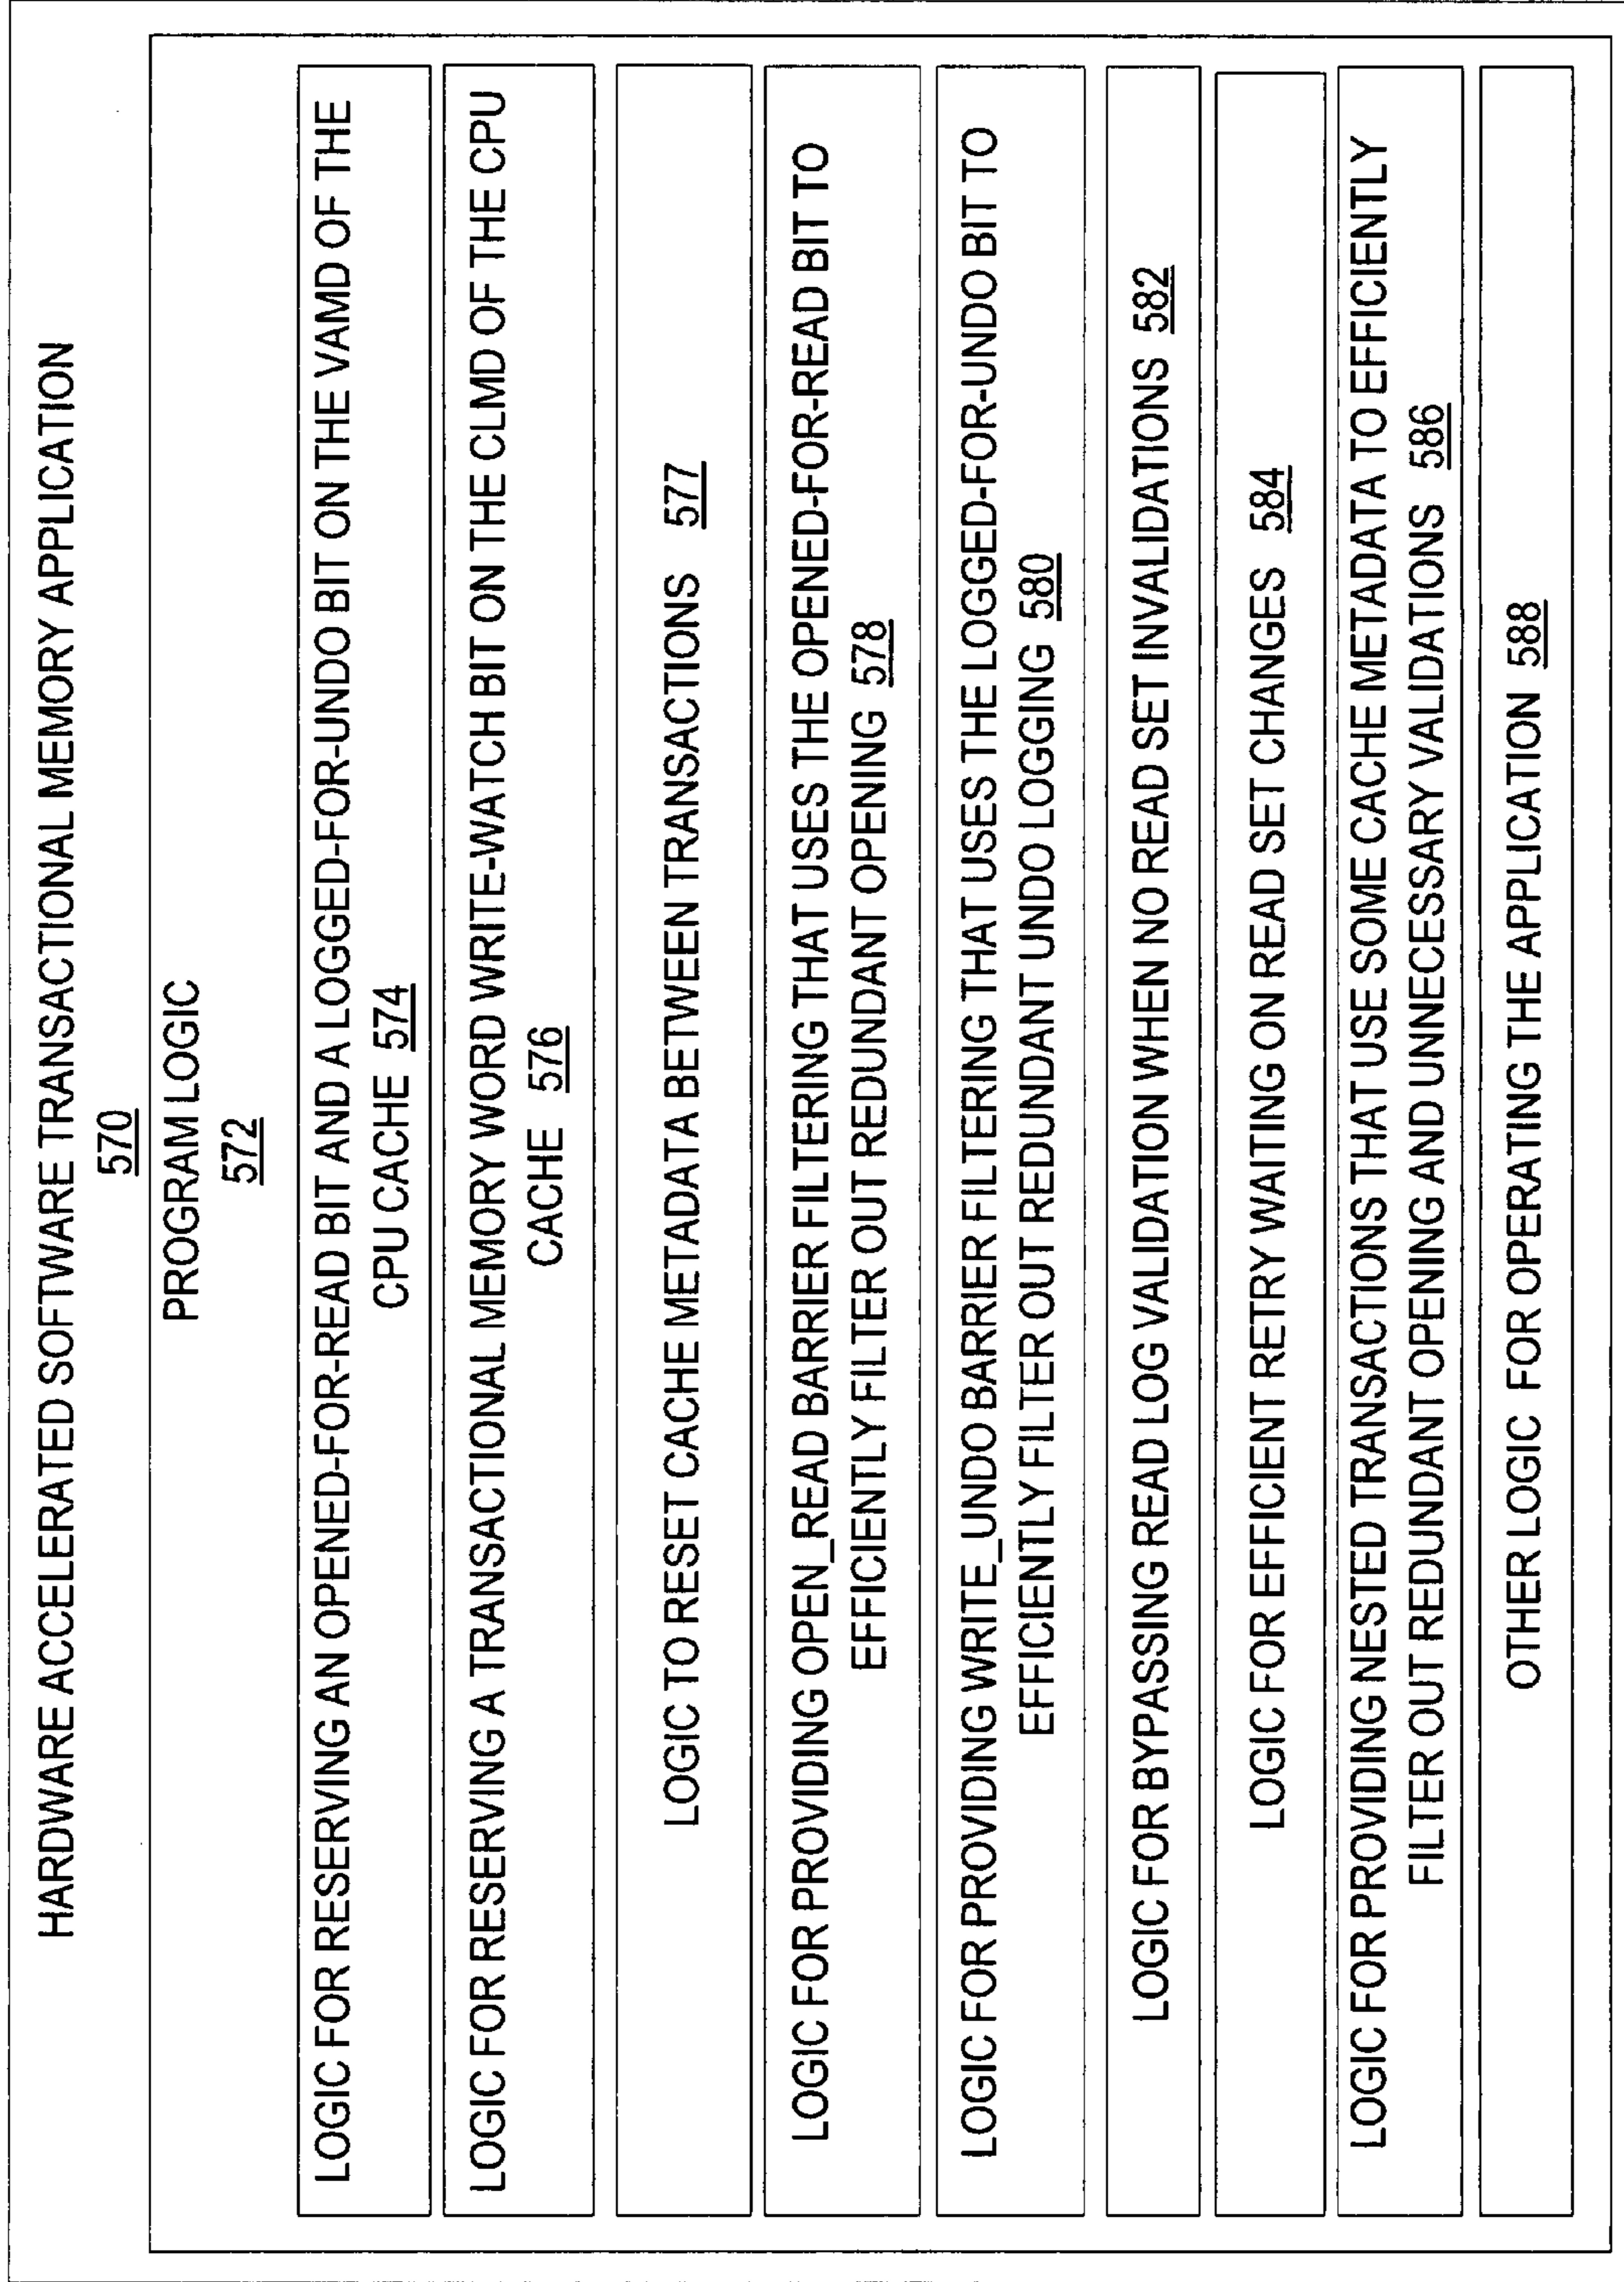 HARDWARE ACCELERATED SOFTWARE TRANSACTIONAL MEMORY APPLICATION
570
PROGRAM LOGIC
572
LOGIC FOR RESERVING AN OPENED-FOR-READ BIT AND A LOGGED-FOR-UNDO BIT ON THE VAMD OF THE
CPU CACHE 574
LOGIC FOR RESERVING A TRANSACTIONAL MEMORY WORD WRITE-WATCH BIT ON THE CLMD OF THE CPU
CACHE 576
LOGIC TO RESET CACHE METADATA BETWEEN TRANSACTIONS 577
LOGIC FOR PROVIDING OPEN_READ BARRIER FILTERING THAT USES THE OPENED-FOR-READ BIT TO
EFFICIENTLY FILTER OUT REDUNDANT OPENING 578
LOGIC FOR PROVIDING WRITE_UNDO BARRIER FILTERING THAT USES THE LOGGED-FOR-UNDO BIT TO
EFFICIENTLY FILTER OUT REDUNDANT UNDO LOGGING 580
LOGIC FOR BYPASSING READ LOG VALIDATION WHEN NO READ SET INVALIDATIONS 582
LOGIC FOR EFFICIENT RETRY WAITING ON READ SET CHANGES 584
LOGIC FOR PROVIDING NESTED TRANSACTIONS THAT USE SOME CACHE METADATA TO EFFICIENTLY
FILTER OUT REDUNDANT OPENING AND UNNECESSARY VALIDATIONS 586
OTHER LOGIC FOR OPERATING THE APPLICATION 588